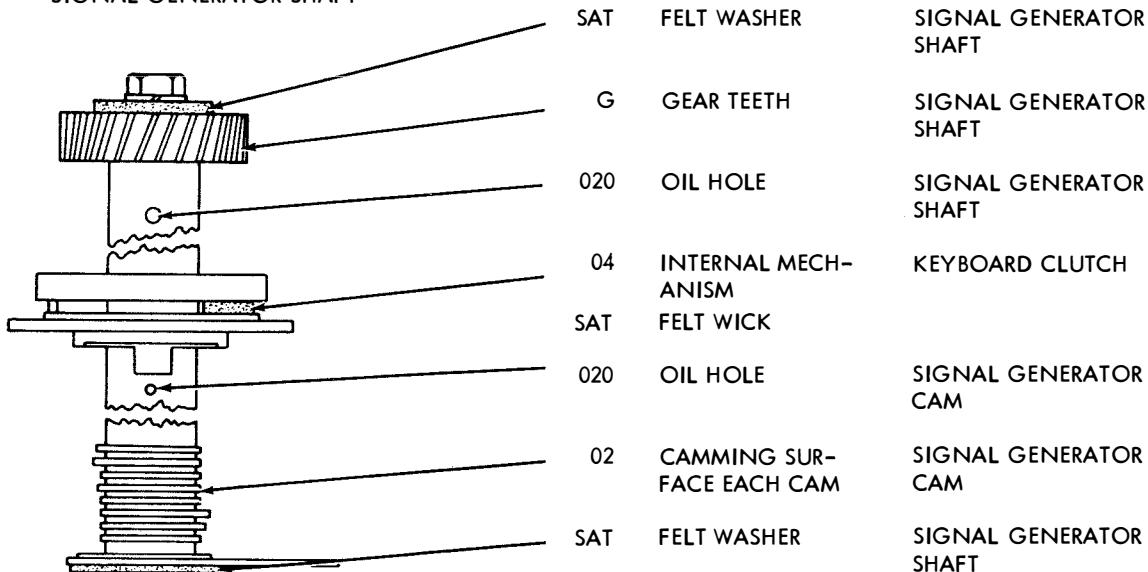 SIGNAL GENERATOR SHAFT
SAT FELT WASHER SIGNAL GENERATOR
SHAFT
G GEAR TEETH SIGNAL GENERATOR
SHAFT
020 OIL HOLE SIGNAL GENERATOR
SHAFT
04 INTERNAL MECH- KEYBOARD CLUTCH
ANISM
SAT FELT WICK
020 OIL HOLE SIGNAL GENERATOR
CAM
02 CAMMING SUR- SIGNAL GENERATOR
FACE EACH CAM CAM
SAT FELT WASHER SIGNAL GENERATOR
SHAFT